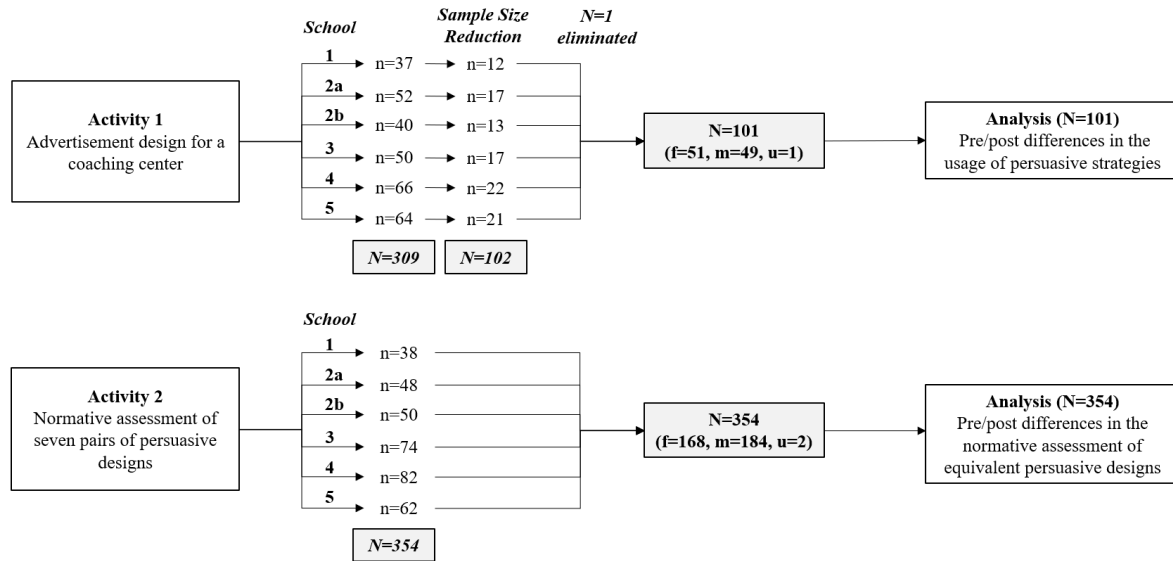 School
Sample Size
Reduction
N=1
eliminated
Activity 1
Advertisement design for a
coaching center
1
n=37
n=12
2a
n=52
n=17
2b
n=40
n=13
3
n=50
n=17
4
n=66
n=22
5
n=64
n=21
N=309
N=102
N=101
(f=51, m=49, u=1)
Analysis (N=101)
Pre/post differences in the
usage of persuasive
strategies
School
Activity 2
Normative assessment of
seven pairs of persuasive
designs
1
n=38
2a
n=48
2b
n=50
3
n=74
4
n=82
5
n=62
N=354
N=354
(f=168, m=184, u=2)
Analysis (N=354)
Pre/post differences in the
normative assessment of
equivalent persuasive designs